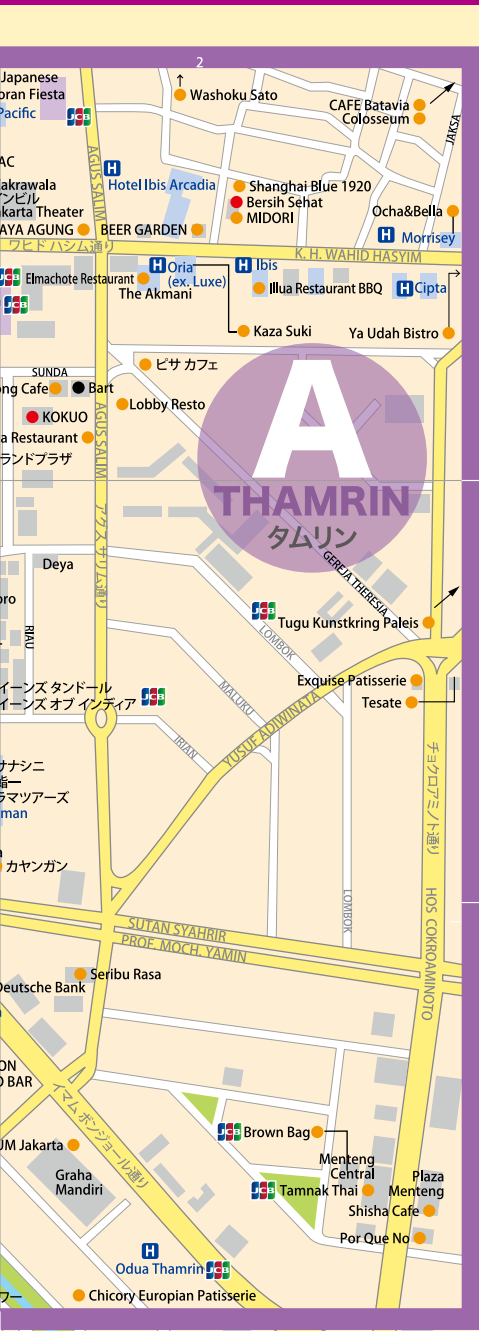 2
Japanese
oran Fiesta
Pacific
JCB
Washoku Sato
CAFE Batavia
Colosseum
JAKSA
AGUS SALIM
AC
akrawala
ンビル
karta Theater
AYA AGUNG
H
Hotel Ibis Arcadia
BEER GARDEN
Shanghai Blue 1920
Bersih Sehat
MIDORI
Ocha&Bella
H Morrisey
ワヒド ハシム通り
K. H. WAHID HASYIM
JCB
Elmachote Restaurant
JCB
The Akmani
H Oria
(ex. Luxe)
H Ibis
Illua Restaurant BBQ
H Cipta
Kaza Suki
Ya Udah Bistro
ピサ カフェ
SUNDA
ng Cafe
Bart
Lobby Resto
KOKUO
a Restaurant
ランドプラザ
AGUS SALIM
アグス サリム通り
A
THAMRIN
タムリン
GEREJA THERESIA
Deya
oro
RIAU
JCB
Tugu Kunstkring Paleis
LOMBOK
Exquise Patisserie
Tesate
イーンズ タンドール
イーンズ オブ インディア
JCB
MALUKU
IRIAN
YUSUF ADIWINATA
チョクロアミノト通り
サナシニ
ラマツアーズ
man
カヤンガン
LOMBOK
HOS COKROAMINOTO
SUTAN SYAHRIR
PROF. MOCH. YAMIN
Seribu Rasa
Deutsche Bank
ON
O BAR
イマム ボンジョール通り
UM Jakarta
Graha
Mandiri
JCB
Brown Bag
Menteng
Central
JCB
Tamnak Thai
Plaza
Menteng
Shisha Cafe
Por Que No
H
Odua Thamrin
JCB
ワー
Chicory Europian Patisserie